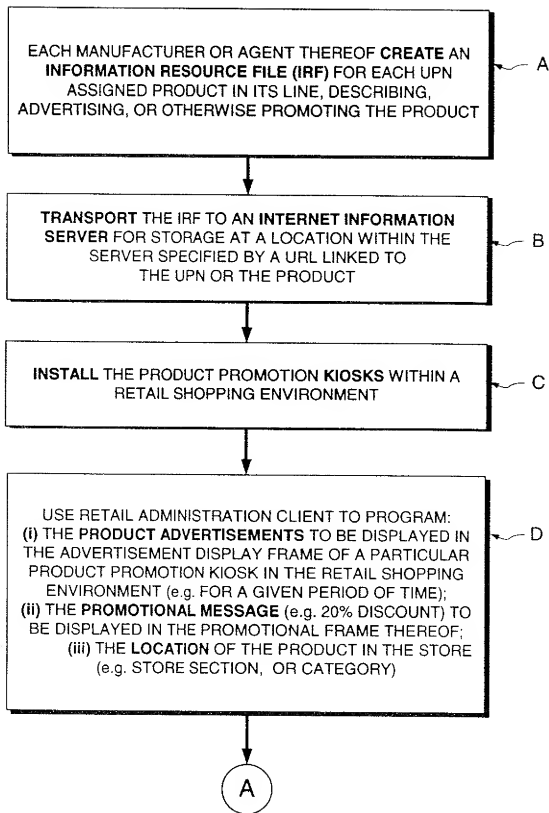 EACH MANUFACTURER OR AGENT THEREOF CREATE AN
INFORMATION RESOURCE FILE (IRF) FOR EACH UPN
ASSIGNED PRODUCT IN ITS LINE, DESCRIBING,
ADVERTISING, OR OTHERWISE PROMOTING THE PRODUCT
A
TRANSPORT THE IRF TO AN INTERNET INFORMATION
SERVER FOR STORAGE AT A LOCATION WITHIN THE
SERVER SPECIFIED BY A URL LINKED TO
THE UPN OR THE PRODUCT
B
INSTALL THE PRODUCT PROMOTION KIOSKS WITHIN A
RETAIL SHOPPING ENVIRONMENT
C
USE RETAIL ADMINISTRATION CLIENT TO PROGRAM:
(i) THE PRODUCT ADVERTISEMENTS TO BE DISPLAYED IN
THE ADVERTISEMENT DISPLAY FRAME OF A PARTICULAR
PRODUCT PROMOTION KIOSK IN THE RETAIL SHOPPING
ENVIRONMENT (e.g. FOR A GIVEN PERIOD OF TIME);
(ii) THE PROMOTIONAL MESSAGE (e.g. 20% DISCOUNT) TO
BE DISPLAYED IN THE PROMOTIONAL FRAME THEREOF;
(iii) THE LOCATION OF THE PRODUCT IN THE STORE
(e.g. STORE SECTION, OR CATEGORY)
D
A